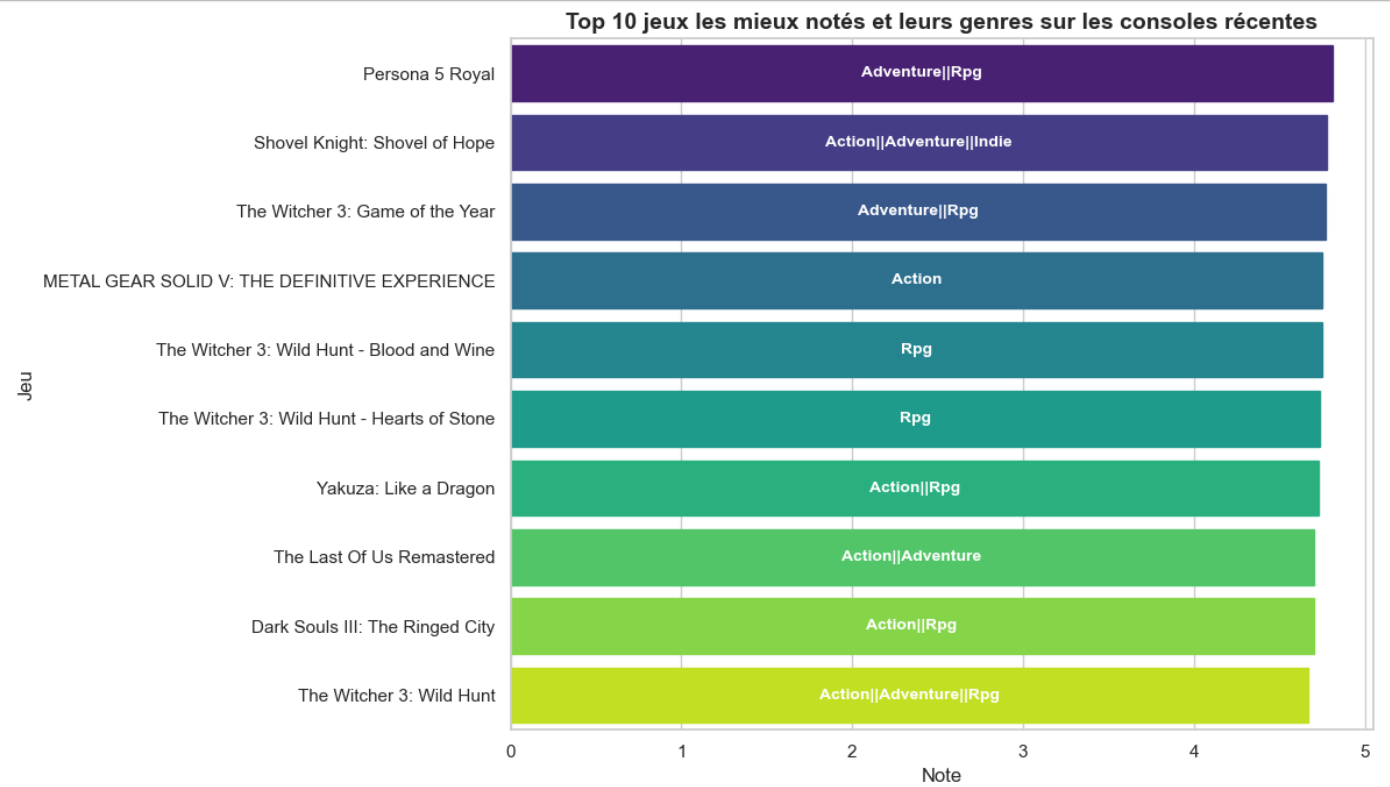 Top 10 jeux les mieux notés et leurs genres sur les consoles récentes
Jeu
Persona 5 Royal
Adventure||Rpg
Shovel Knight: Shovel of Hope
Action||Adventure||Indie
The Witcher 3: Game of the Year
Adventure||Rpg
METAL GEAR SOLID V: THE DEFINITIVE EXPERIENCE
Action
The Witcher 3: Wild Hunt - Blood and Wine
Rpg
The Witcher 3: Wild Hunt - Hearts of Stone
Rpg
Yakuza: Like a Dragon
Action||Rpg
The Last Of Us Remastered
Action||Adventure
Dark Souls III: The Ringed City
Action||Rpg
The Witcher 3: Wild Hunt
Action||Adventure||Rpg
0 1 2 3 4 5
Note